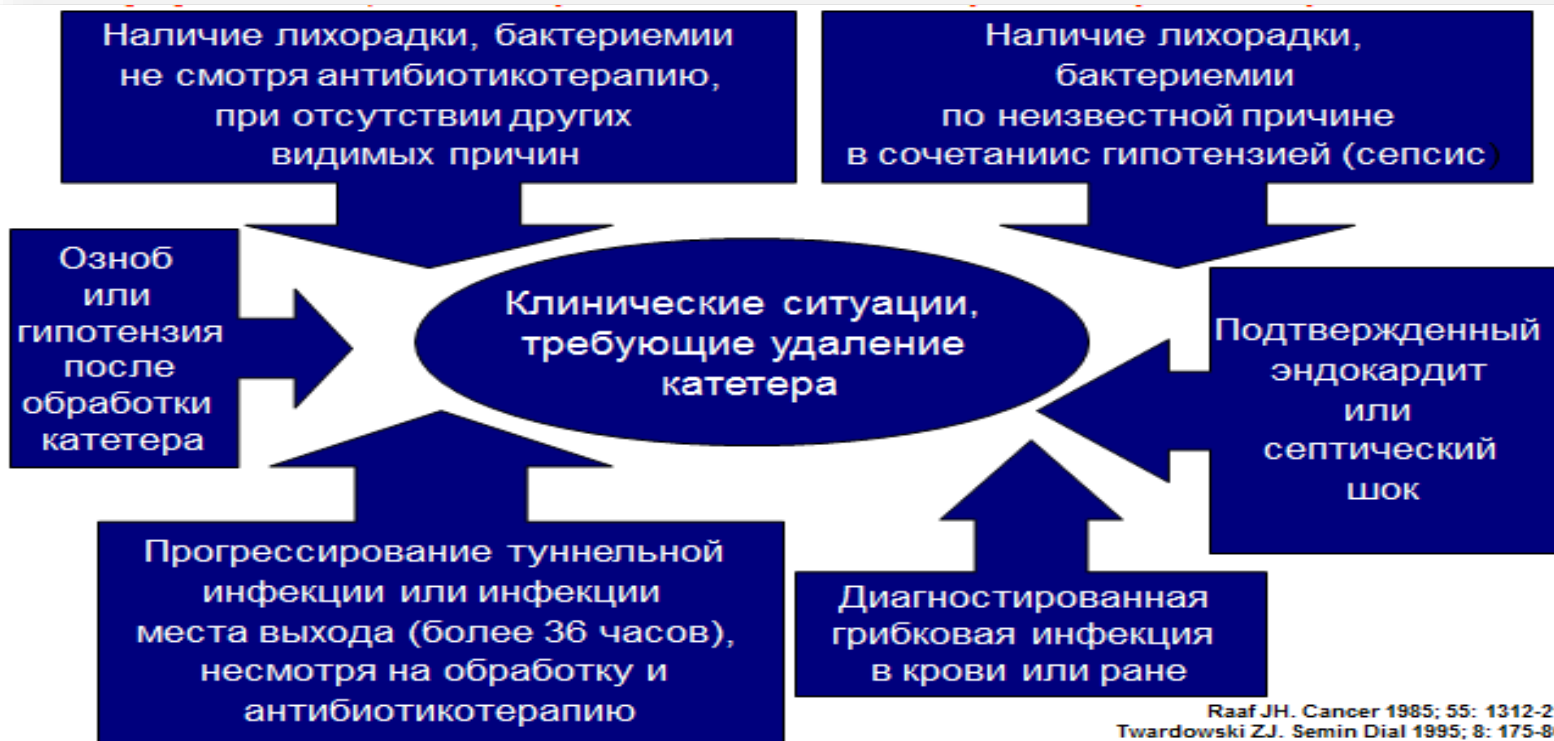 Наличие лихорадки, бактериемии
не смотря антибиотикотерапию,
при отсутствии других
видимых причин
Наличие лихорадки,
бактериемии
по неизвестной причине
в сочетаниис гипотензией (сепсис)
Озноб
или
гипотензия
после
обработки
катетера
Клинические ситуации,
требующие удаление
катетера
Подтвержденный
эндокардит
или
септический
шок
Прогрессирование туннельной
инфекции или инфекции
места выхода (более 36 часов),
несмотря на обработку и
антибиотикотерапию
Диагностированная
грибковая инфекция
в крови или ране
Raaf JH. Cancer 1985; 55: 1312-2
Twardowski ZJ. Semin Dial 1995; 8: 175-8